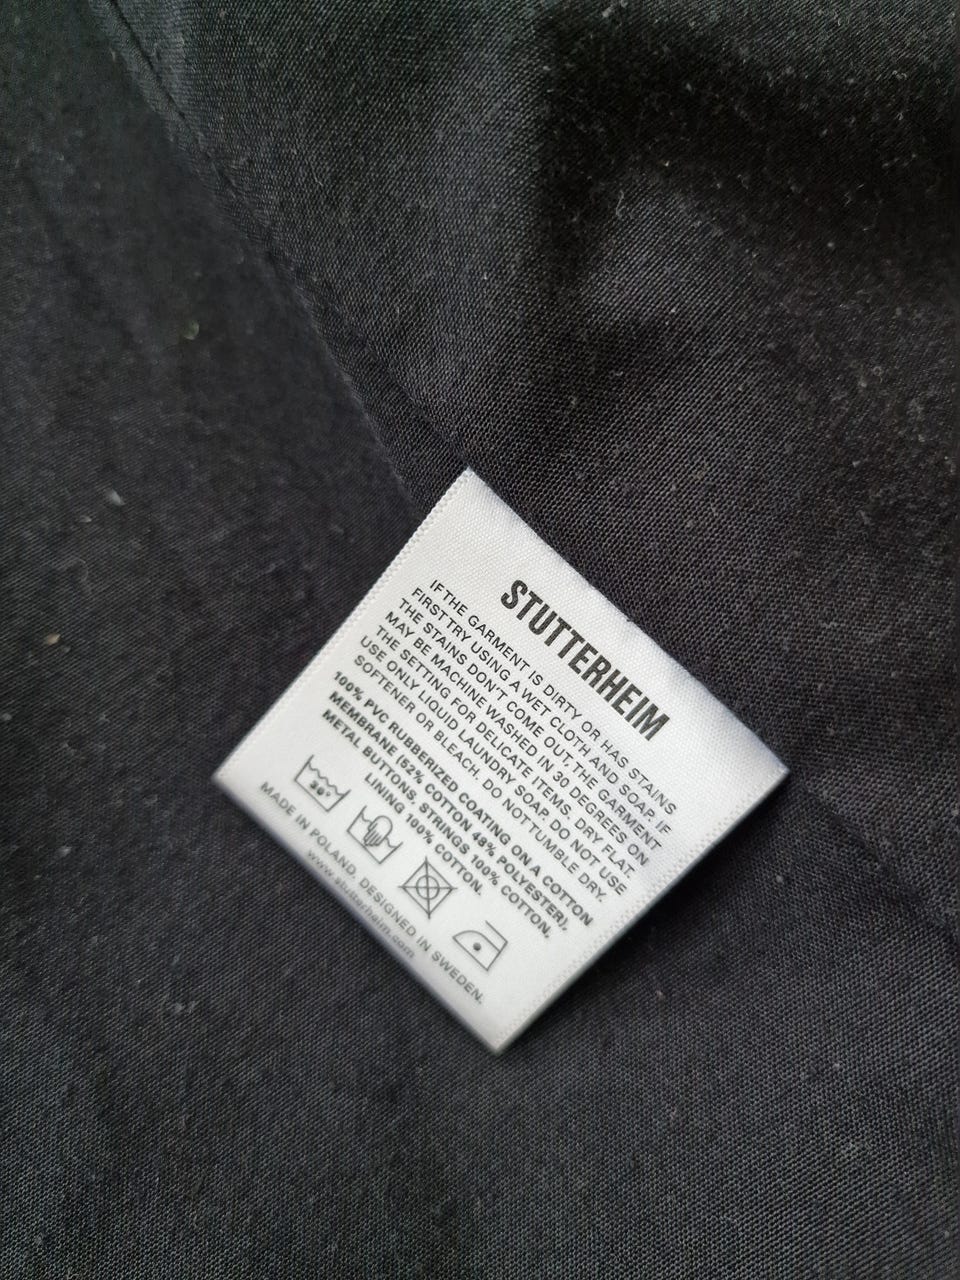 STUTTERHEIM
IF THE GARMENT IS DIRTY OR HAS STAINS
FIRST TRY USING A WET CLOTH AND SOAP. IF
THE STAINS DON'T COME OUT, THE GARMENT
MAY BE MACHINE WASHED IN 30 DEGREES ON
THE SETTING FOR DELICATE ITEMS. DRY FLAT.
USE ONLY LIQUID LAUNDRY SOAP. DO NOT USE
SOFTENER OR BLEACH. DO NOT TUMBLE DRY.
100% PVC RUBBERIZED COATING ON A COTTON
MEMBRANE (52% COTTON 48% POLYESTER).
METAL BUTTONS, STRINGS 100% COTTON,
LINING 100% COTTON.
30°
MADE IN POLAND, DESIGNED IN SWEDEN.
www.stutterheim.com